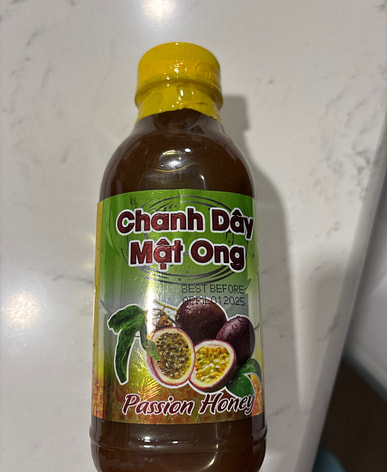 Chanh Dây
Mật Ong
BEST BEFORE
Passion Honey